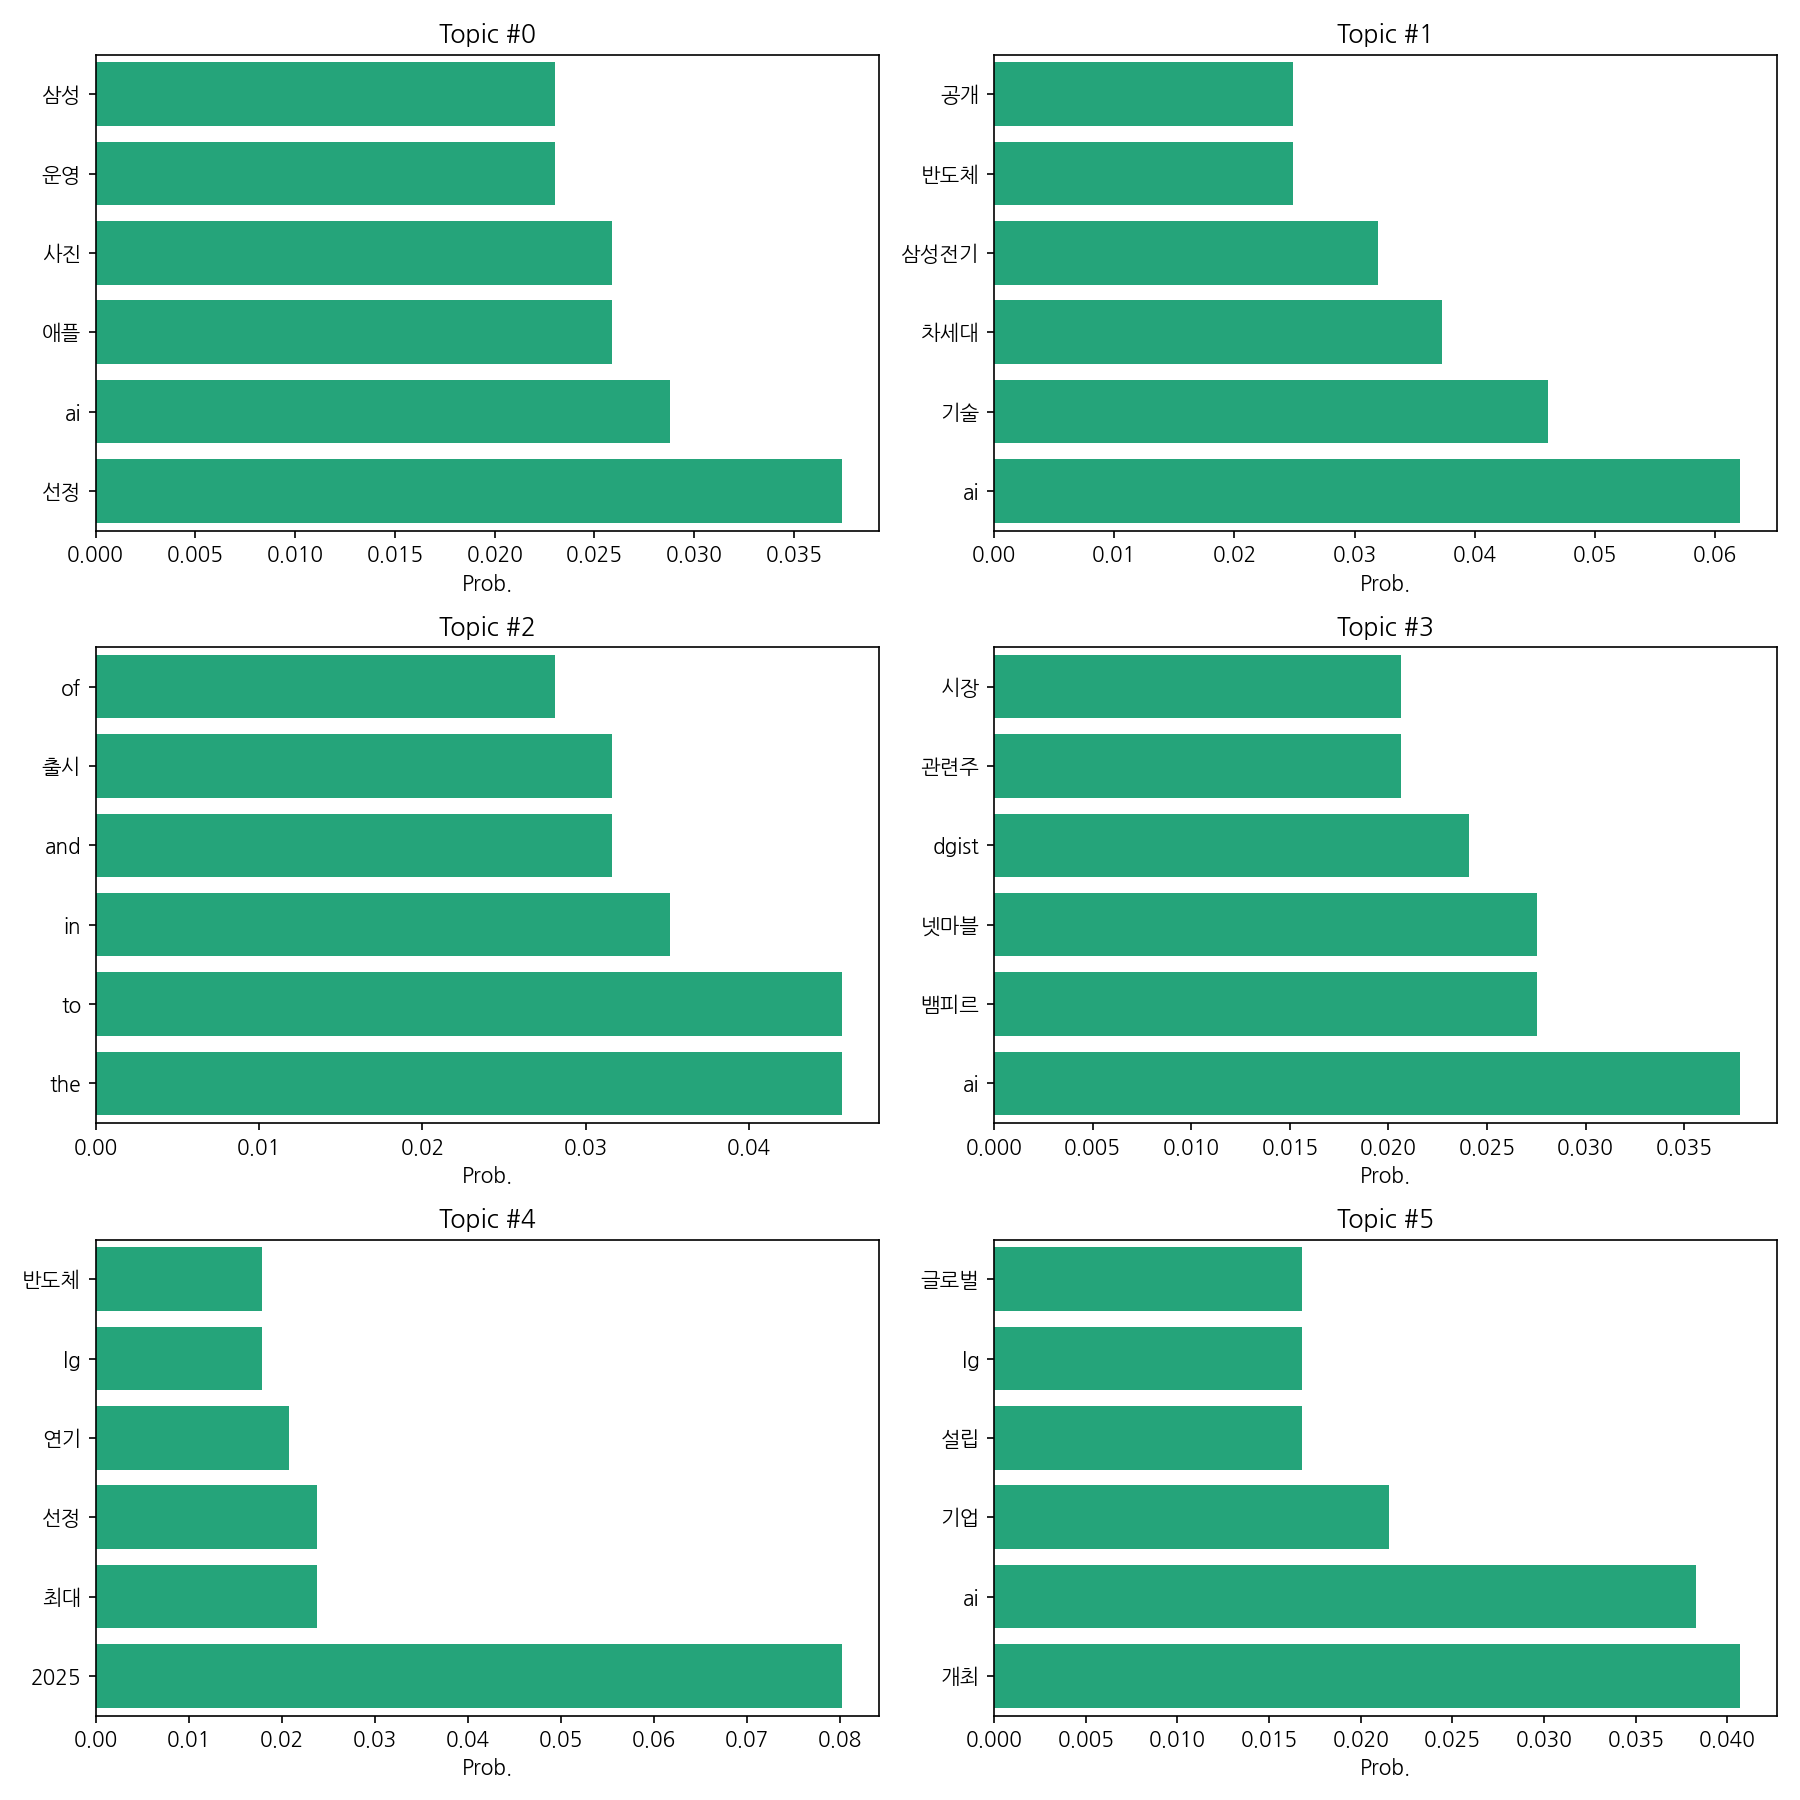 Topic #0
삼성
운영
사진
애플
ai
선정
0.000 0.005 0.010 0.015 0.020 0.025 0.030 0.035
Prob.
Topic #1
공개
반도체
삼성전기
차세대
기술
ai
0.00 0.01 0.02 0.03 0.04 0.05 0.06
Prob.
Topic #2
of
출시
and
in
to
the
0.00 0.01 0.02 0.03 0.04
Prob.
Topic #3
시장
관련주
dgist
넷마블
뱀피르
ai
0.000 0.005 0.010 0.015 0.020 0.025 0.030 0.035
Prob.
Topic #4
반도체
lg
연기
선정
최대
2025
0.00 0.01 0.02 0.03 0.04 0.05 0.06 0.07 0.08
Prob.
Topic #5
글로벌
lg
설립
기업
ai
개최
0.000 0.005 0.010 0.015 0.020 0.025 0.030 0.035 0.040
Prob.